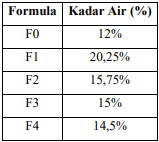 Formula Kadar Air (%)
F0 12%
F1 20,25%
F2 15,75%
F3 15%
F4 14,5%